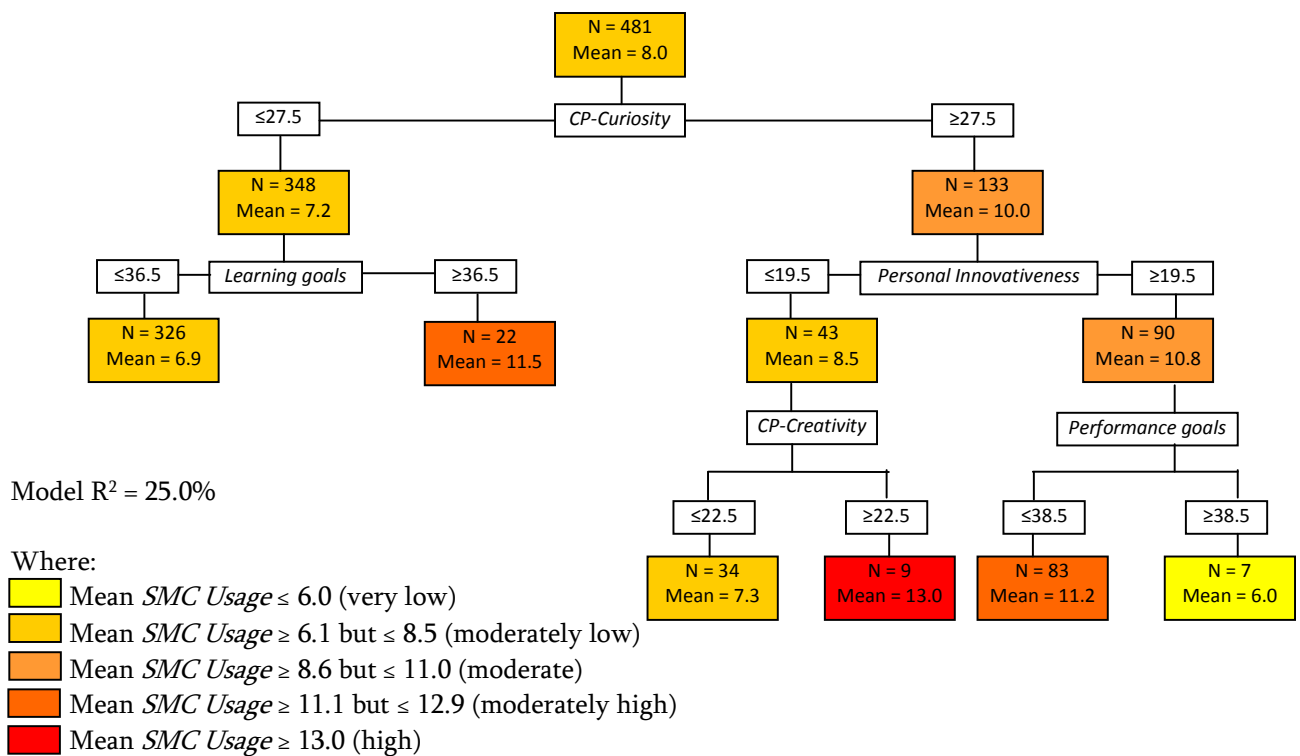 N = 481
Mean = 8.0
≤27.5
CP-Curiosity
≥27.5
N = 348
Mean = 7.2
N = 133
Mean = 10.0
≤36.5
Learning goals
≥36.5
≤19.5
Personal Innovativeness
≥19.5
N = 326
Mean = 6.9
N = 22
Mean = 11.5
N = 43
Mean = 8.5
N = 90
Mean = 10.8
CP-Creativity
Performance goals
≤22.5
≥22.5
≤38.5
≥38.5
N = 34
Mean = 7.3
N = 9
Mean = 13.0
N = 83
Mean = 11.2
N = 7
Mean = 6.0
Model R² = 25.0%
Where:
Mean SMC Usage ≤ 6.0 (very low)
Mean SMC Usage ≥ 6.1 but ≤ 8.5 (moderately low)
Mean SMC Usage ≥ 8.6 but ≤ 11.0 (moderate)
Mean SMC Usage ≥ 11.1 but ≤ 12.9 (moderately high)
Mean SMC Usage ≥ 13.0 (high)